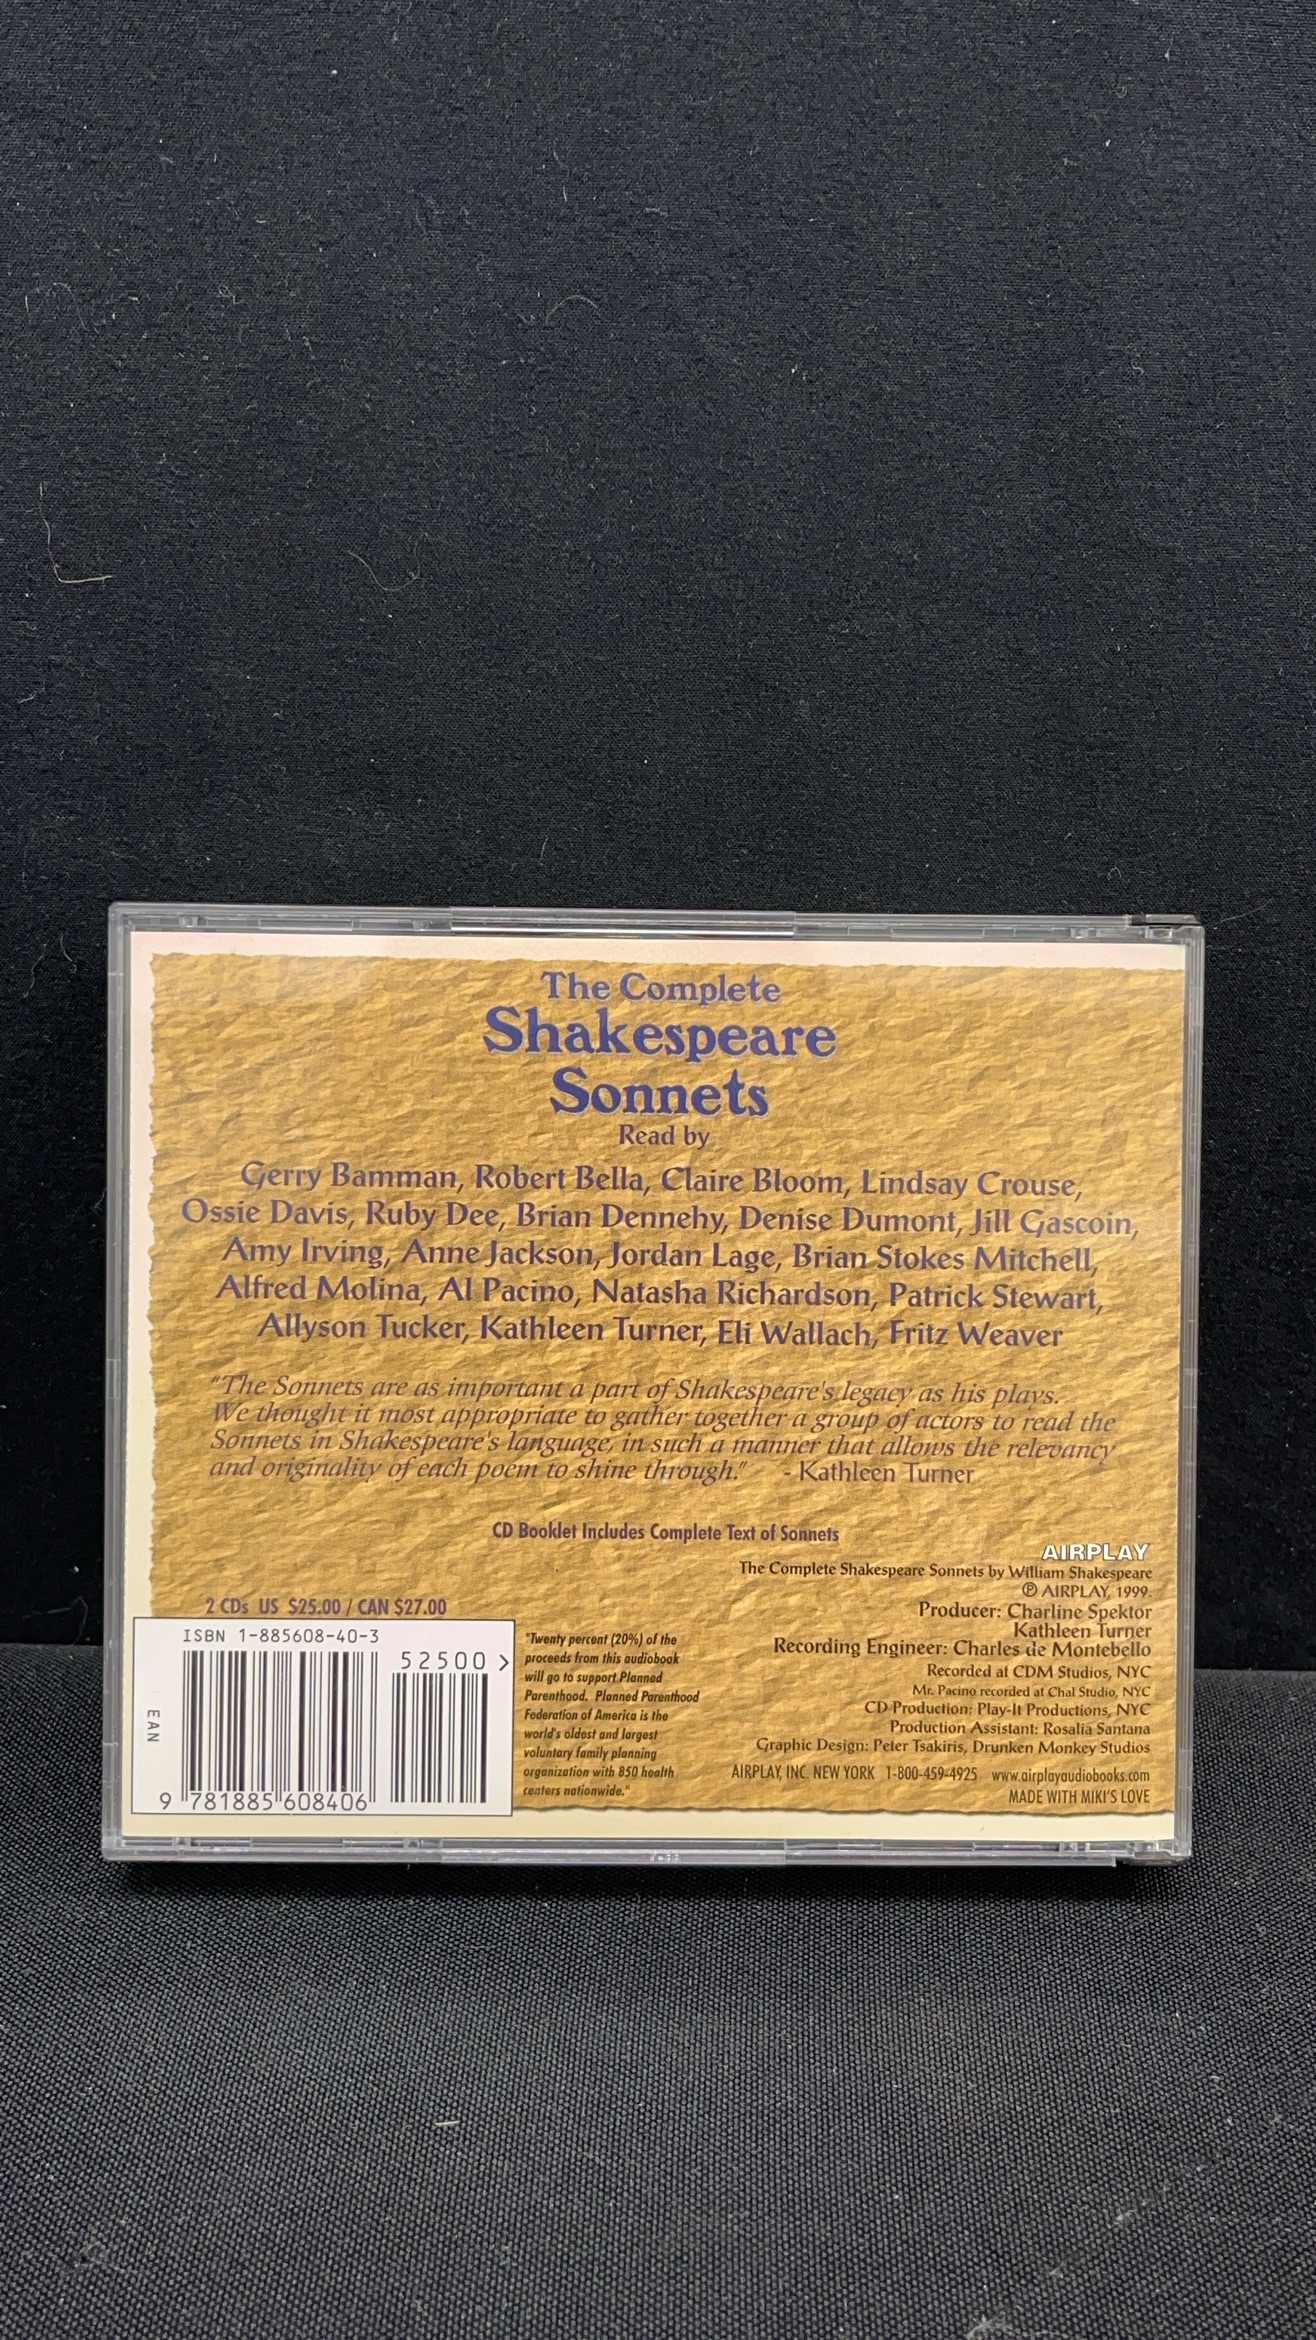 The Complete
Shakespeare
Sonnets
Read by
Gerry Bamman, Robert Bella, Claire Bloom, Lindsay Crouse,
Ossie Davis, Ruby Dee, Brian Dennehy, Denise Dumont, Jill Gascoin,
Amy Irving, Anne Jackson, Jordan Lage, Brian Stokes Mitchell,
Alfred Molina, Al Pacino, Natasha Richardson, Patrick Stewart,
Allyson Tucker, Kathleen Turner, Eli Wallach, Fritz Weaver
"The Sonnets are as important a part of Shakespeare's legacy as his plays.
We thought it most appropriate to gather together a group of actors to read the
Sonnets in Shakespeare's language, in such a manner that allows the relevancy
and originality of each poem to shine through." - Kathleen Turner
CD Booklet Includes Complete Text of Sonnets
2 CDs US $25.00 / CAN $27.00
ISBN 1-885608-40-3
52500 >
EAN
9 781885 608406
"Twenty percent (20%) of the
proceeds from this audiobook
will go to support Planned
Parenthood. Planned Parenthood
Federation of America is the
world's oldest and largest
voluntary family planning
organization with 850 health
centers nationwide."
AIRPLAY
The Complete Shakespeare Sonnets by William Shakespeare
℗ AIRPLAY, 1999.
Producer: Charline Spektor
Kathleen Turner
Recording Engineer: Charles de Montebello
Recorded at CDM Studios, NYC
Mr. Pacino recorded at Chal Studio, NYC
CD Production: Play-It Productions, NYC
Production Assistant: Rosalia Santana
Graphic Design: Peter Tsakiris, Drunken Monkey Studios
AIRPLAY, INC. NEW YORK 1-800-459-4925 www.airplayaudiobooks.com
MADE WITH MIKI'S LOVE